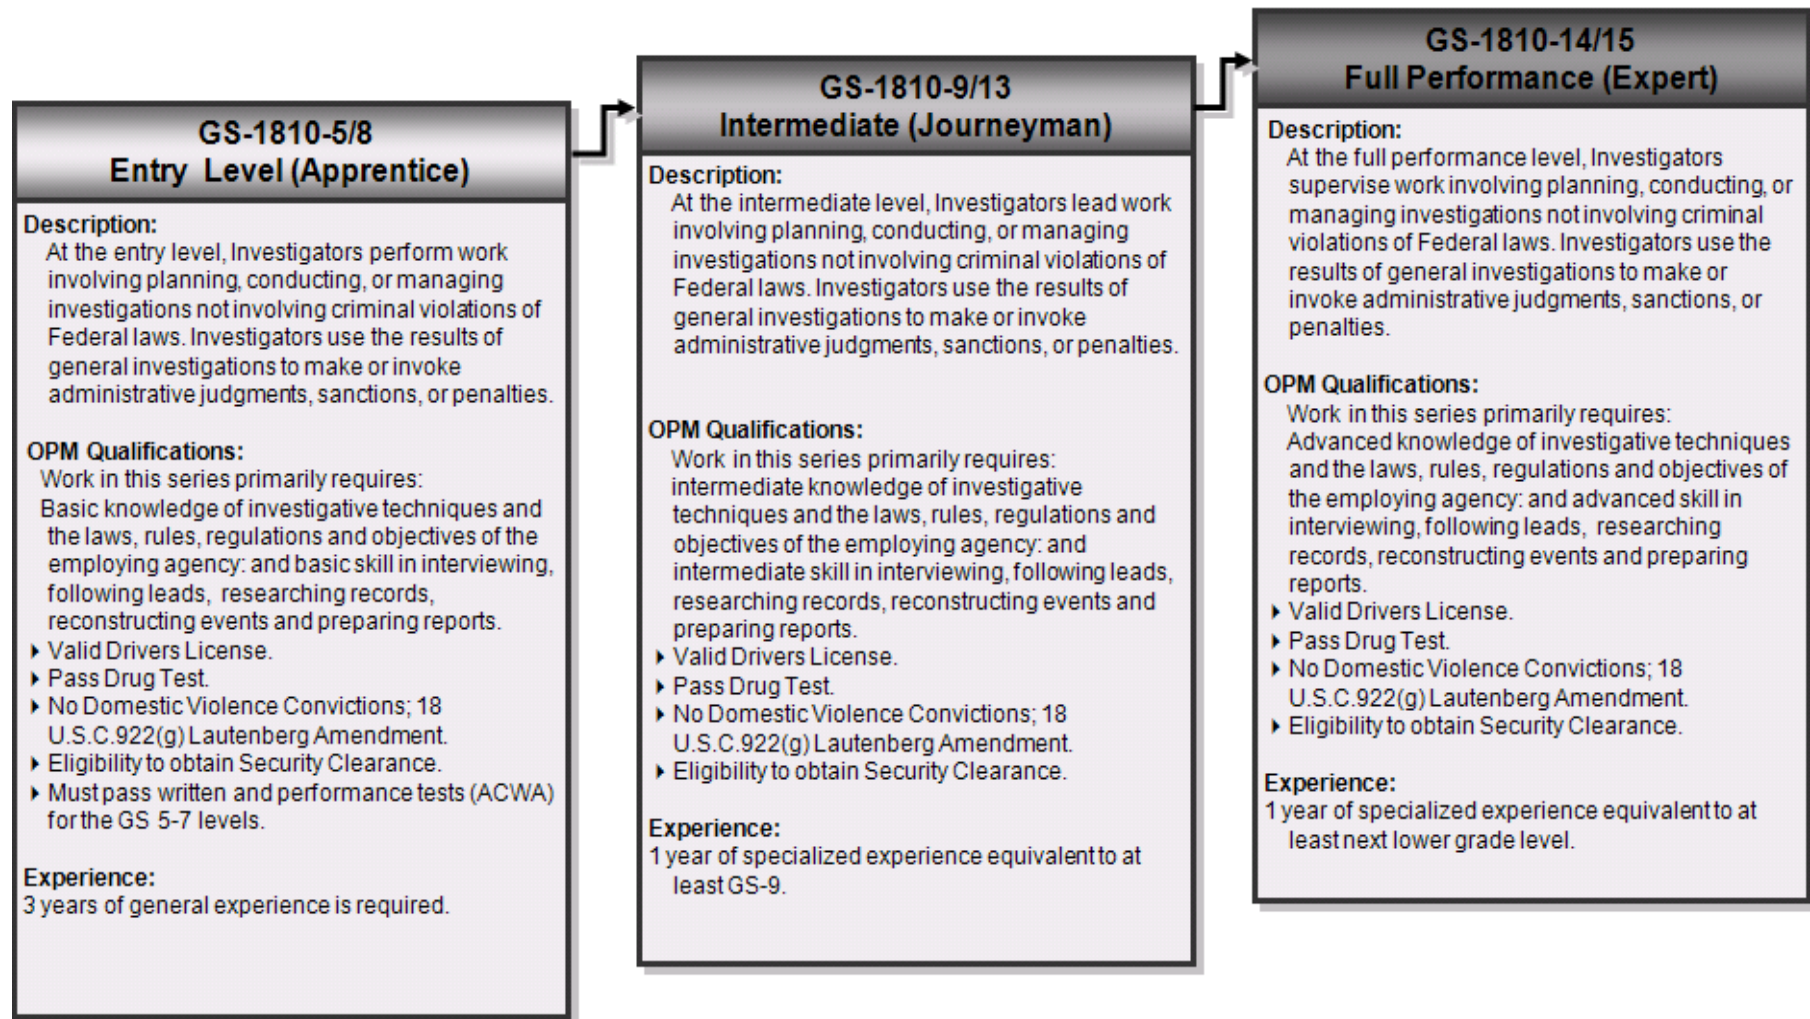 GS-1810-5/8
Entry Level (Apprentice)
Description:
At the entry level, Investigators perform work
involving planning, conducting, or managing
investigations not involving criminal violations of
Federal laws. Investigators use the results of
general investigations to make or invoke
administrative judgments, sanctions, or penalties.
OPM Qualifications:
Work in this series primarily requires:
Basic knowledge of investigative techniques and
the laws, rules, regulations and objectives of the
employing agency: and basic skill in interviewing,
following leads, researching records,
reconstructing events and preparing reports.
Valid Drivers License.
Pass Drug Test.
No Domestic Violence Convictions; 18
U.S.C.922(g) Lautenberg Amendment.
Eligibility to obtain Security Clearance.
Must pass written and performance tests (ACWA)
for the GS 5-7 levels.
Experience:
3 years of general experience is required.
GS-1810-9/13
Intermediate (Journeyman)
Description:
At the intermediate level, Investigators lead work
involving planning, conducting, or managing
investigations not involving criminal violations of
Federal laws. Investigators use the results of
general investigations to make or invoke
administrative judgments, sanctions, or penalties.
OPM Qualifications:
Work in this series primarily requires:
intermediate knowledge of investigative
techniques and the laws, rules, regulations and
objectives of the employing agency: and
intermediate skill in interviewing, following leads,
researching records, reconstructing events and
preparing reports.
Valid Drivers License.
Pass Drug Test.
No Domestic Violence Convictions; 18
U.S.C.922(g) Lautenberg Amendment.
Eligibility to obtain Security Clearance.
Experience:
1 year of specialized experience equivalent to at
least GS-9.
GS-1810-14/15
Full Performance (Expert)
Description:
At the full performance level, Investigators
supervise work involving planning, conducting, or
managing investigations not involving criminal
violations of Federal laws. Investigators use the
results of general investigations to make or
invoke administrative judgments, sanctions, or
penalties.
OPM Qualifications:
Work in this series primarily requires:
Advanced knowledge of investigative techniques
and the laws, rules, regulations and objectives of
the employing agency: and advanced skill in
interviewing, following leads, researching
records, reconstructing events and preparing
reports.
Valid Drivers License.
Pass Drug Test.
No Domestic Violence Convictions; 18
U.S.C.922(g) Lautenberg Amendment.
Eligibility to obtain Security Clearance.
Experience:
1 year of specialized experience equivalent to at
least next lower grade level.